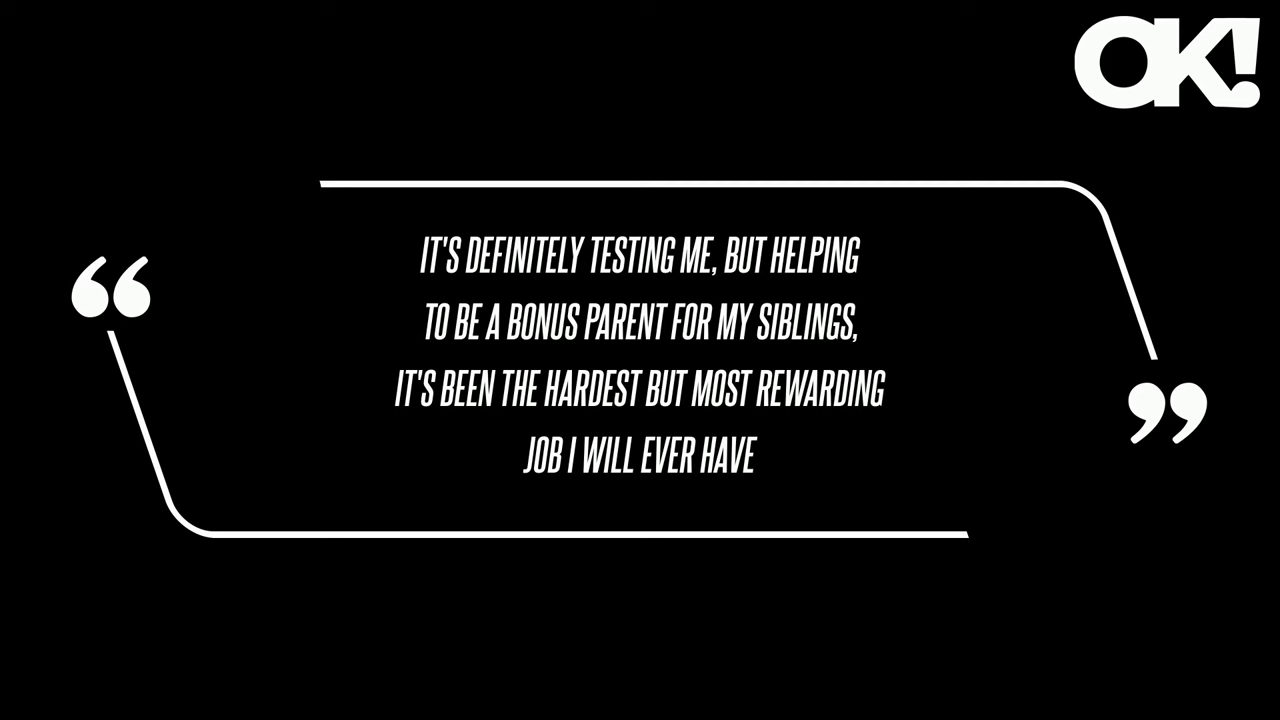 OK!
“
IT'S DEFINITELY TESTING ME, BUT HELPING
TO BE A BONUS PARENT FOR MY SIBLINGS,
IT'S BEEN THE HARDEST BUT MOST REWARDING
JOB I WILL EVER HAVE
”